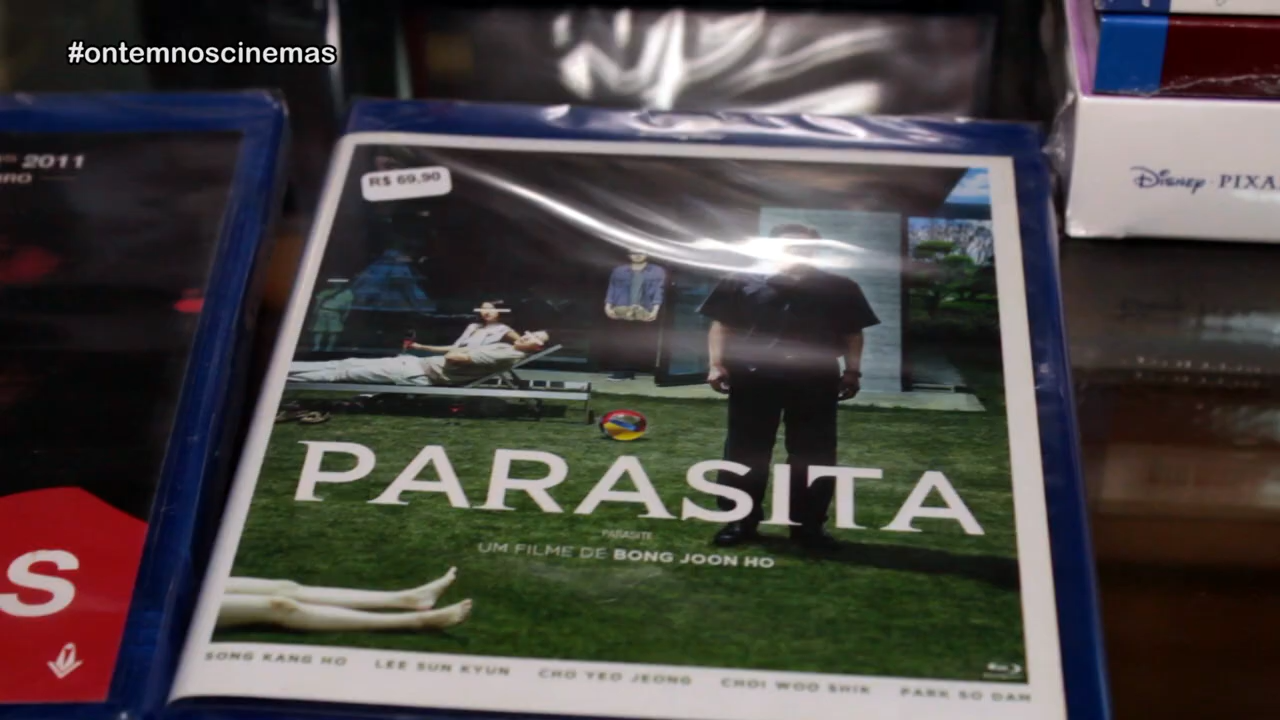 #ontemnoscinemas
2011
R$ 69,90
DISNEY · PIXA
PARASITA
PARASITE
UM FILME DE BONG JOON HO
S
SONG KANG HO LEE SUN KYUN CHO YEO JEONG CHOI WOO SHIK PARK SO DAM